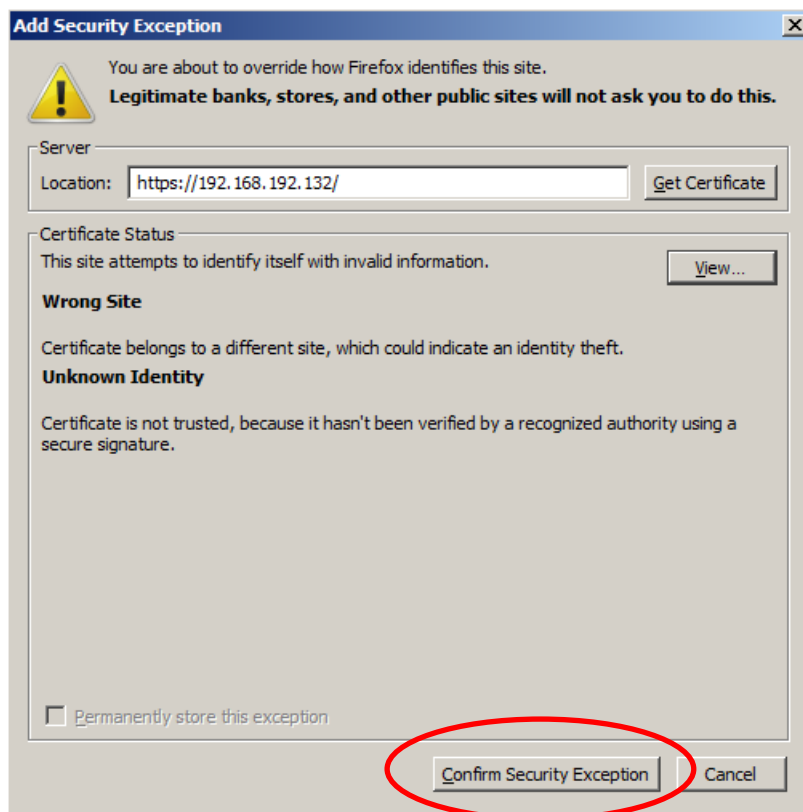 Add Security Exception
You are about to override how Firefox identifies this site.
Legitimate banks, stores, and other public sites will not ask you to do this.
Server
Location: https://192.168.192.132/ Get Certificate
Certificate Status
This site attempts to identify itself with invalid information. View...
Wrong Site
Certificate belongs to a different site, which could indicate an identity theft.
Unknown Identity
Certificate is not trusted, because it hasn't been verified by a recognized authority using a
secure signature.
Permanently store this exception
Confirm Security Exception Cancel